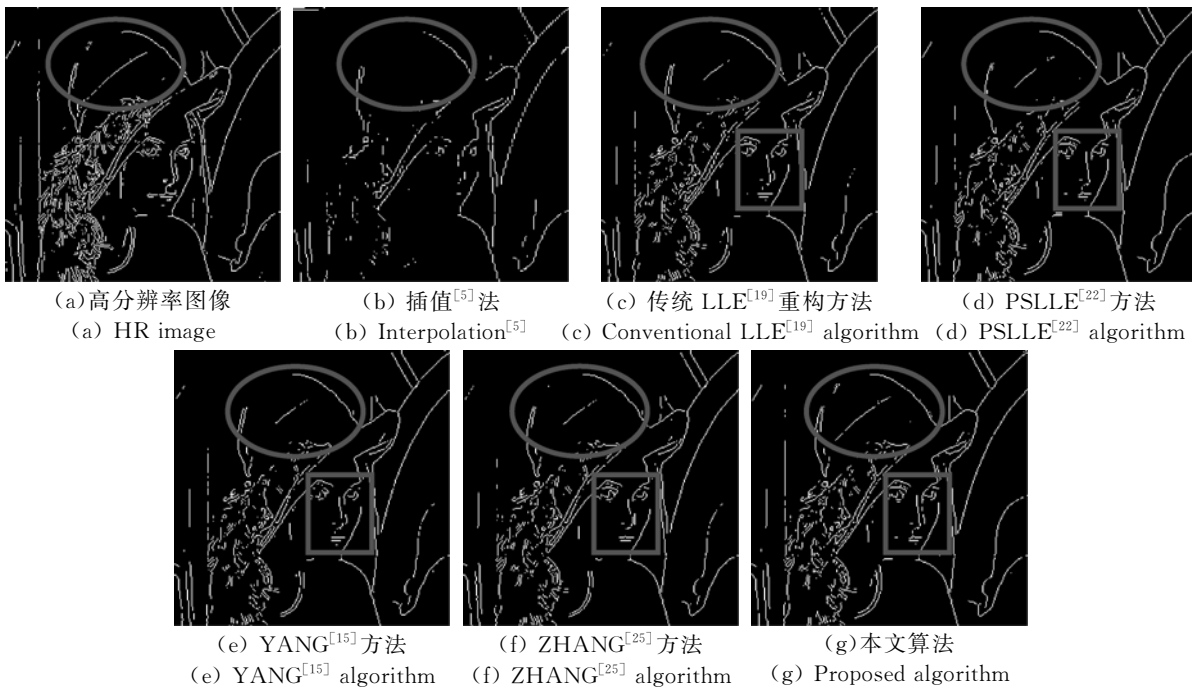 (a)高分辨率图像
(a) HR image
(b) 插值[5]法
(b) Interpolation[5]
(c) 传统 LLE[19]重构方法
(c) Conventional LLE[19] algorithm
(d) PSLLE[22]方法
(d) PSLLE[22] algorithm
(e) YANG[15]方法
(e) YANG[15] algorithm
(f) ZHANG[25]方法
(f) ZHANG[25] algorithm
(g)本文算法
(g) Proposed algorithm